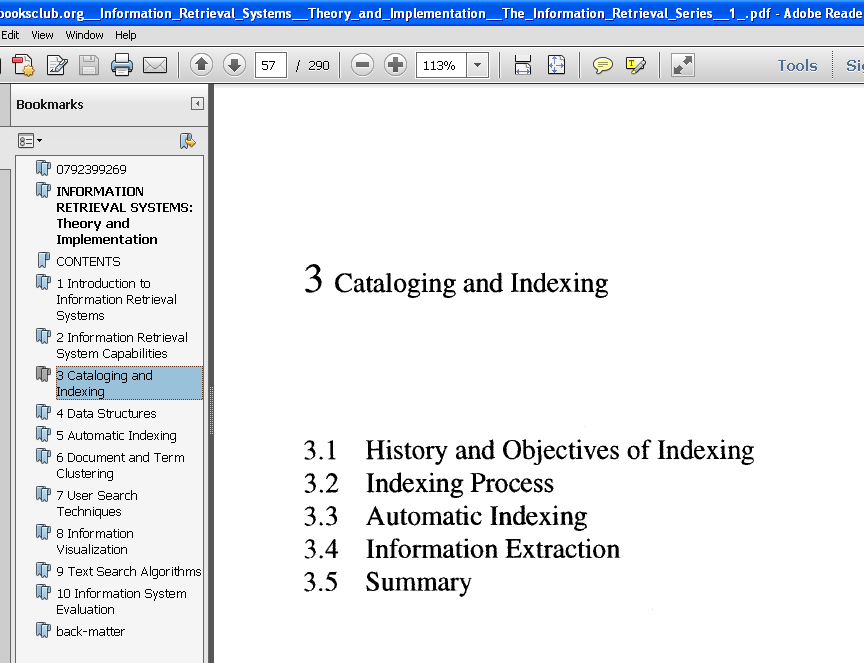 booksclub.org__Information_Retrieval_Systems__Theory_and_Implementation__The_Information_Retrieval_Series__1_.pdf - Adobe Reade
Edit View Window Help
57 / 290 113% Tools Si
Bookmarks
0792399269
INFORMATION
RETRIEVAL SYSTEMS:
Theory and
Implementation
CONTENTS
1 Introduction to
Information Retrieval
Systems
2 Information Retrieval
System Capabilities
3 Cataloging and
Indexing
4 Data Structures
5 Automatic Indexing
6 Document and Term
Clustering
7 User Search
Techniques
8 Information
Visualization
9 Text Search Algorithms
10 Information System
Evaluation
back-matter
3 Cataloging and Indexing
3.1 History and Objectives of Indexing
3.2 Indexing Process
3.3 Automatic Indexing
3.4 Information Extraction
3.5 Summary